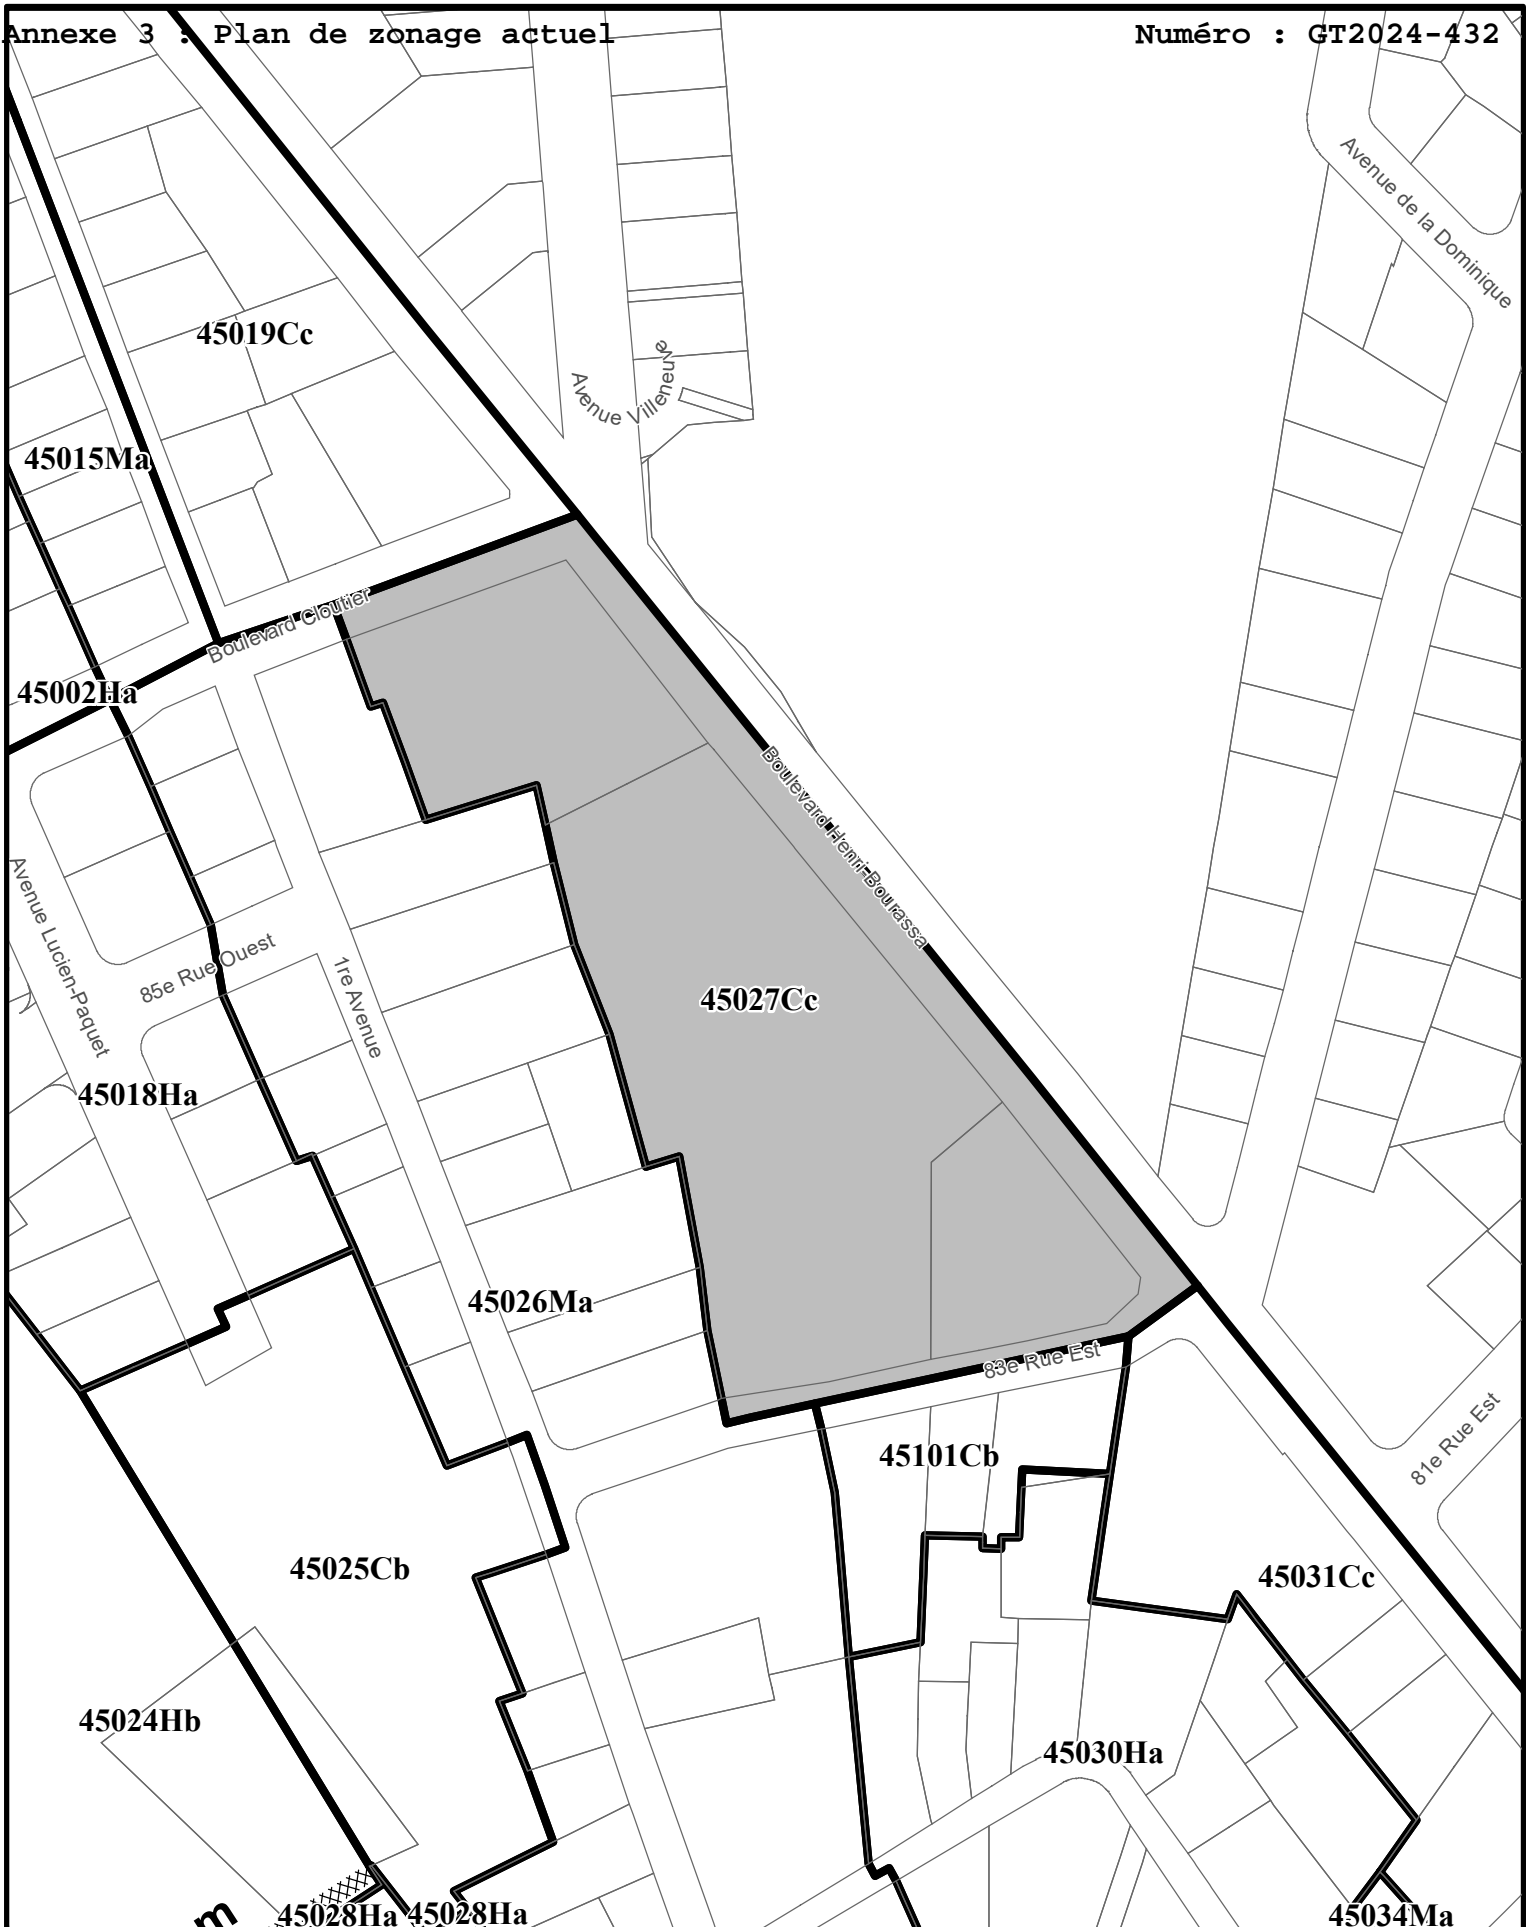 Annexe 3 : Plan de zonage actuel
Numéro : GT2024-432
Avenue de la Dominique
45019Cc
Avenue Villeneuve
45015Ma
Boulevard Cloutier
45002Ha
Boulevard Henri-Bourassa
Avenue Lucien-Paquet
85e Rue Ouest
1re Avenue
45027Cc
45018Ha
45026Ma
83e Rue Est
81e Rue Est
45101Cb
45025Cb
45031Cc
45024Hb
45030Ha
m
45028Ha
45028Ha
45034Ma